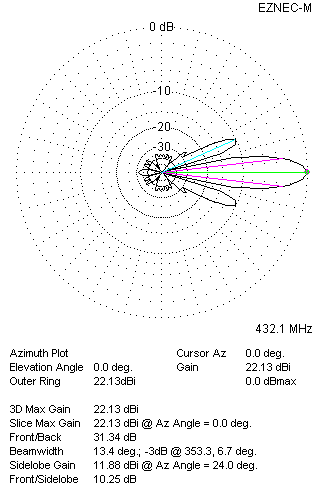 EZNEC-M
0 dB
-10
-20
-30
432.1 MHz
Azimuth Plot Cursor Az 0.0 deg.
Elevation Angle 0.0 deg. Gain 22.13 dBi
Outer Ring 22.13dBi 0.0 dBmax
3D Max Gain 22.13 dBi
Slice Max Gain 22.13 dBi @ Az Angle = 0.0 deg.
Front/Back 31.34 dB
Beamwidth 13.4 deg.; -3dB @ 353.3, 6.7 deg.
Sidelobe Gain 11.88 dBi @ Az Angle = 24.0 deg.
Front/Sidelobe 10.25 dB